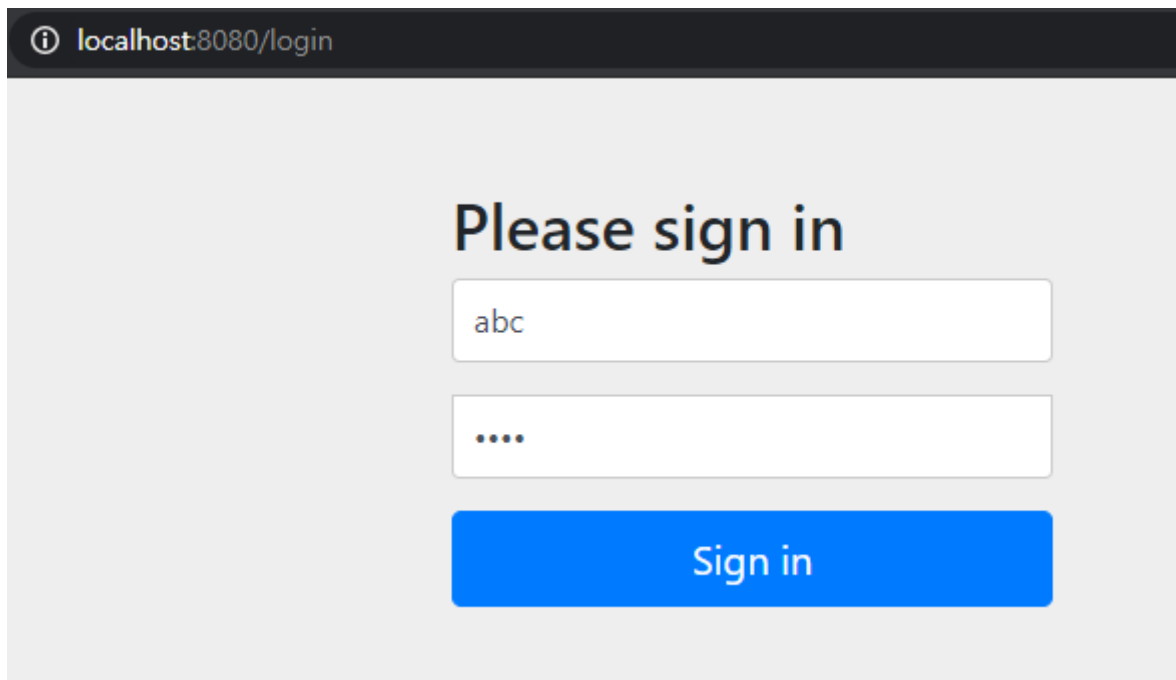 localhost:8080/login
Please sign in
abc
••••
Sign in